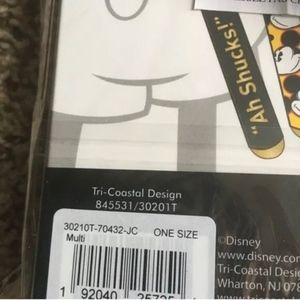 "Ah Shucks!"
Tri-Coastal Design
845531/30201T
30210T-70432-JC ONE SIZE
Multi
©Disney
www.disney.com
Tri-Coastal Design
Wharton, NJ
1 92040